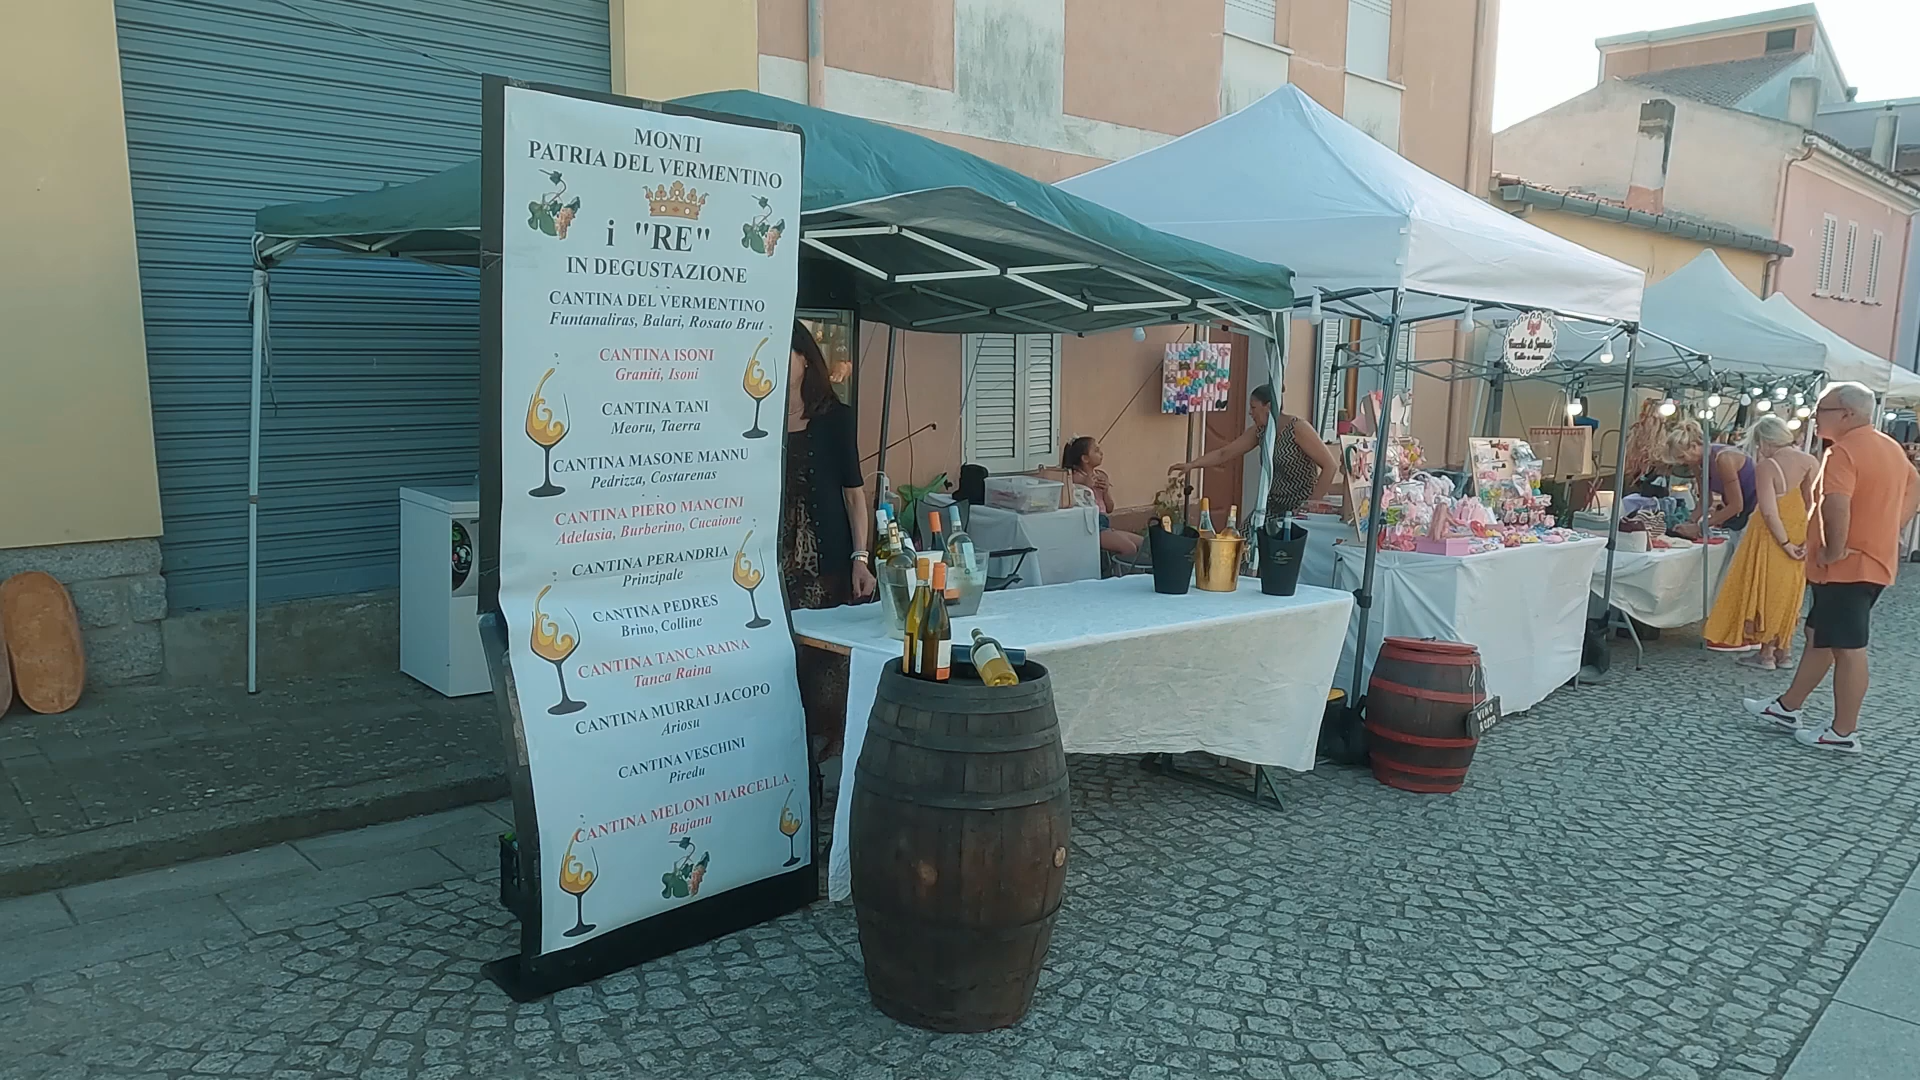 MONTI
PATRIA DEL VERMENTINO
i "RE"
IN DEGUSTAZIONE
CANTINA DEL VERMENTINO
Funtanaliras, Balari, Rosato Brut
CANTINA ISONI
Graniti, Isoni
CANTINA TANI
Meoru, Taerra
CANTINA MASONE MANNU
Pedrizza, Costarenas
CANTINA PIERO MANCINI
Adelasia, Burberino, Cucaione
CANTINA PERANDRIA
Prinzipale
CANTINA PEDRES
Brino, Colline
CANTINA TANCA RAINA
Tanca Raina
CANTINA MURRAI JACOPO
Ariosu
CANTINA VESCHINI
Piredu
CANTINA MELONI MARCELLA
Bajanu
VINO